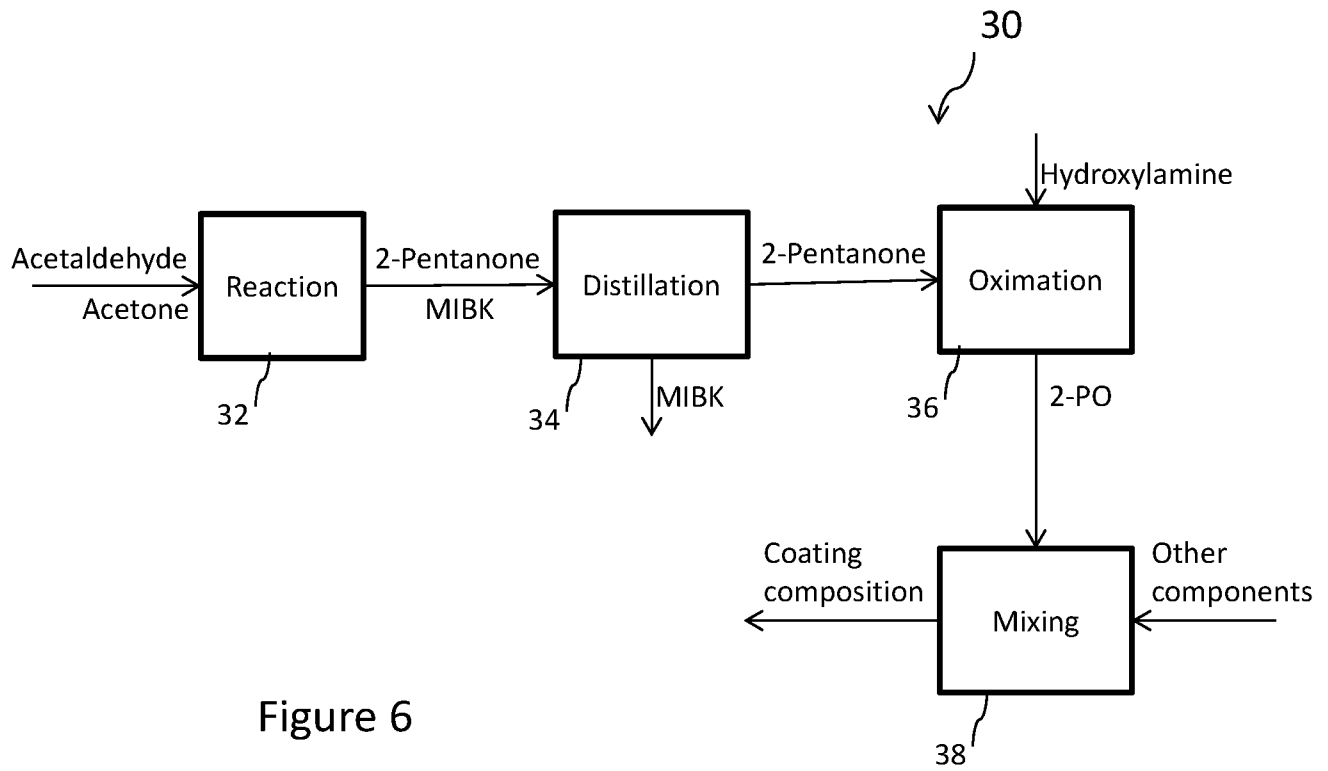 30
Hydroxylamine
Acetaldehyde
Acetone
Reaction
2-Pentanone
MIBK
Distillation
2-Pentanone
Oximation
32
34
MIBK
36
2-PO
Coating
composition
Mixing
Other
components
38
Figure 6